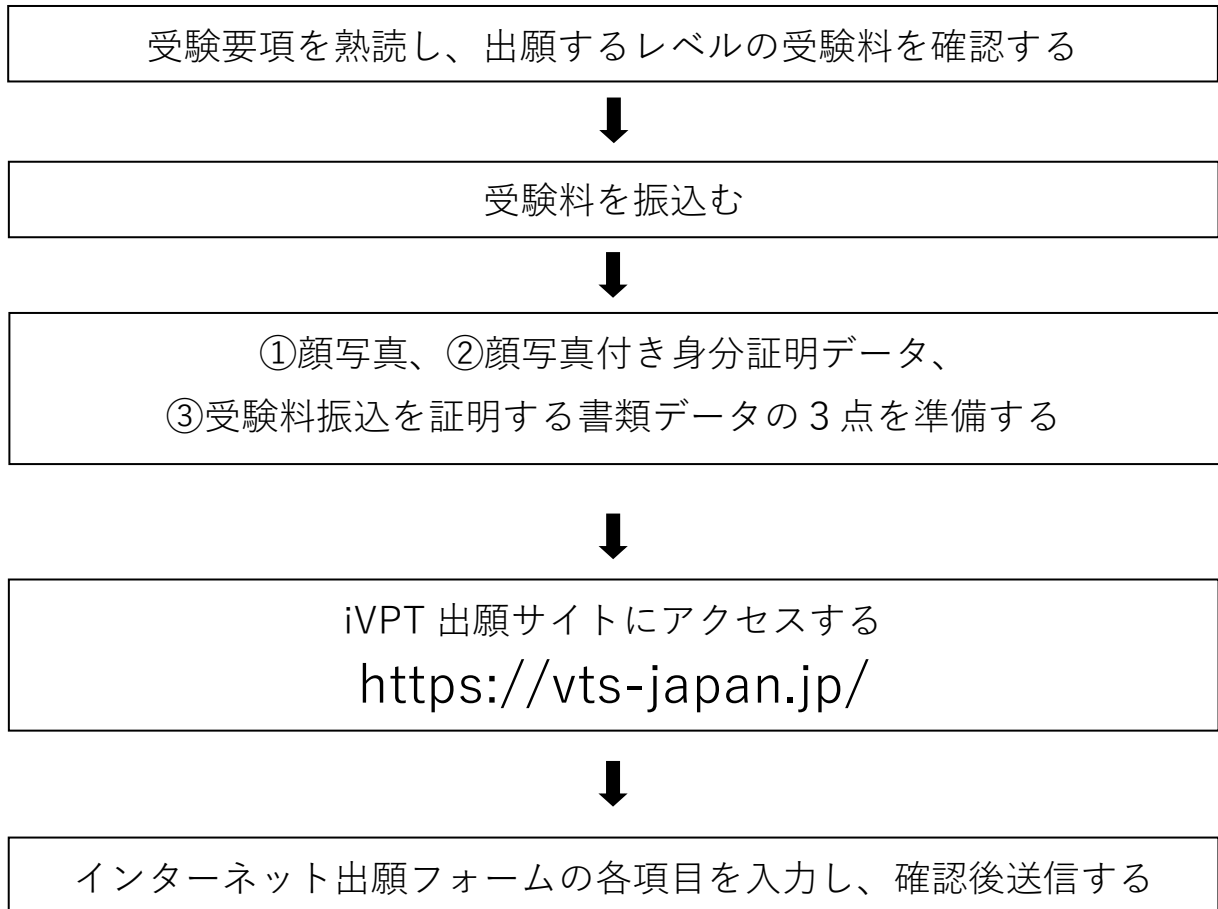 受験要項を熟読し、出願するレベルの受験料を確認する
受験料を振込む
①顔写真、②顔写真付き身分証明データ、
③受験料振込を証明する書類データの３点を準備する
iVPT 出願サイトにアクセスする
https://vts-japan.jp/
インターネット出願フォームの各項目を入力し、確認後送信する